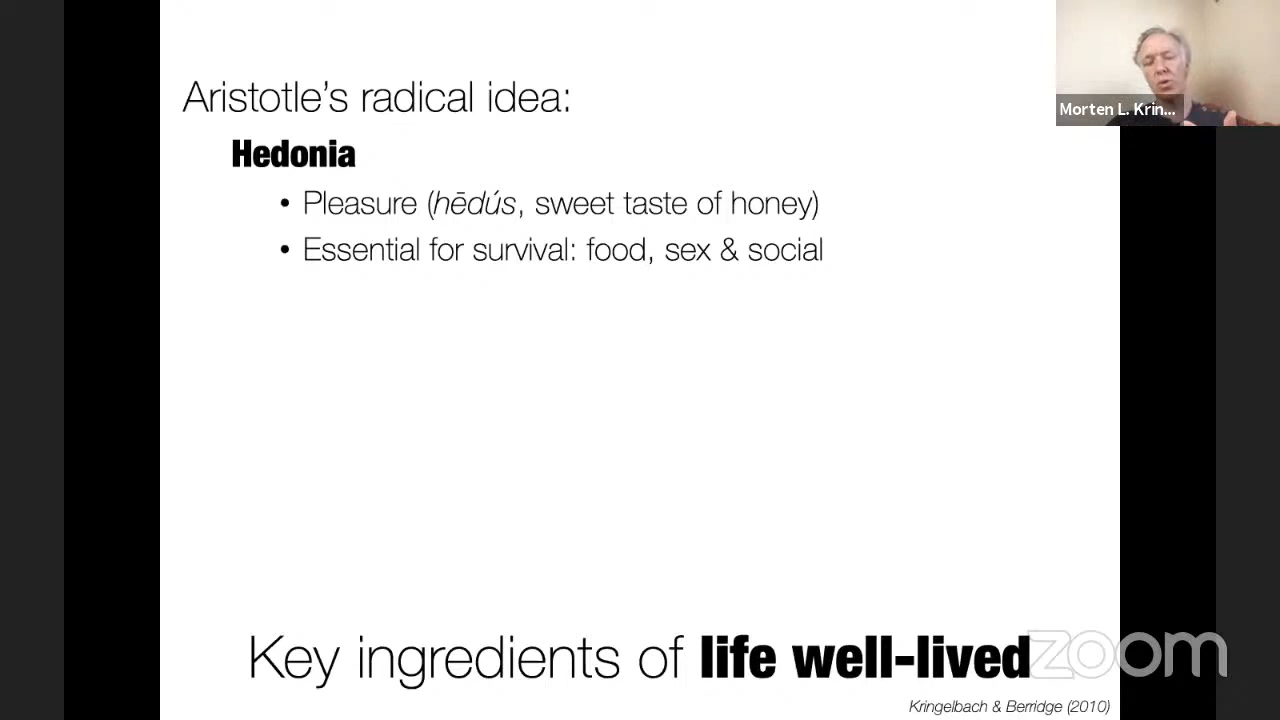 Aristotle's radical idea:
Hedonia
• Pleasure (hēdús, sweet taste of honey)
• Essential for survival: food, sex & social
Morten L. Krin...
Key ingredients of life well-lived
zoom
Kringelbach & Berridge (2010)